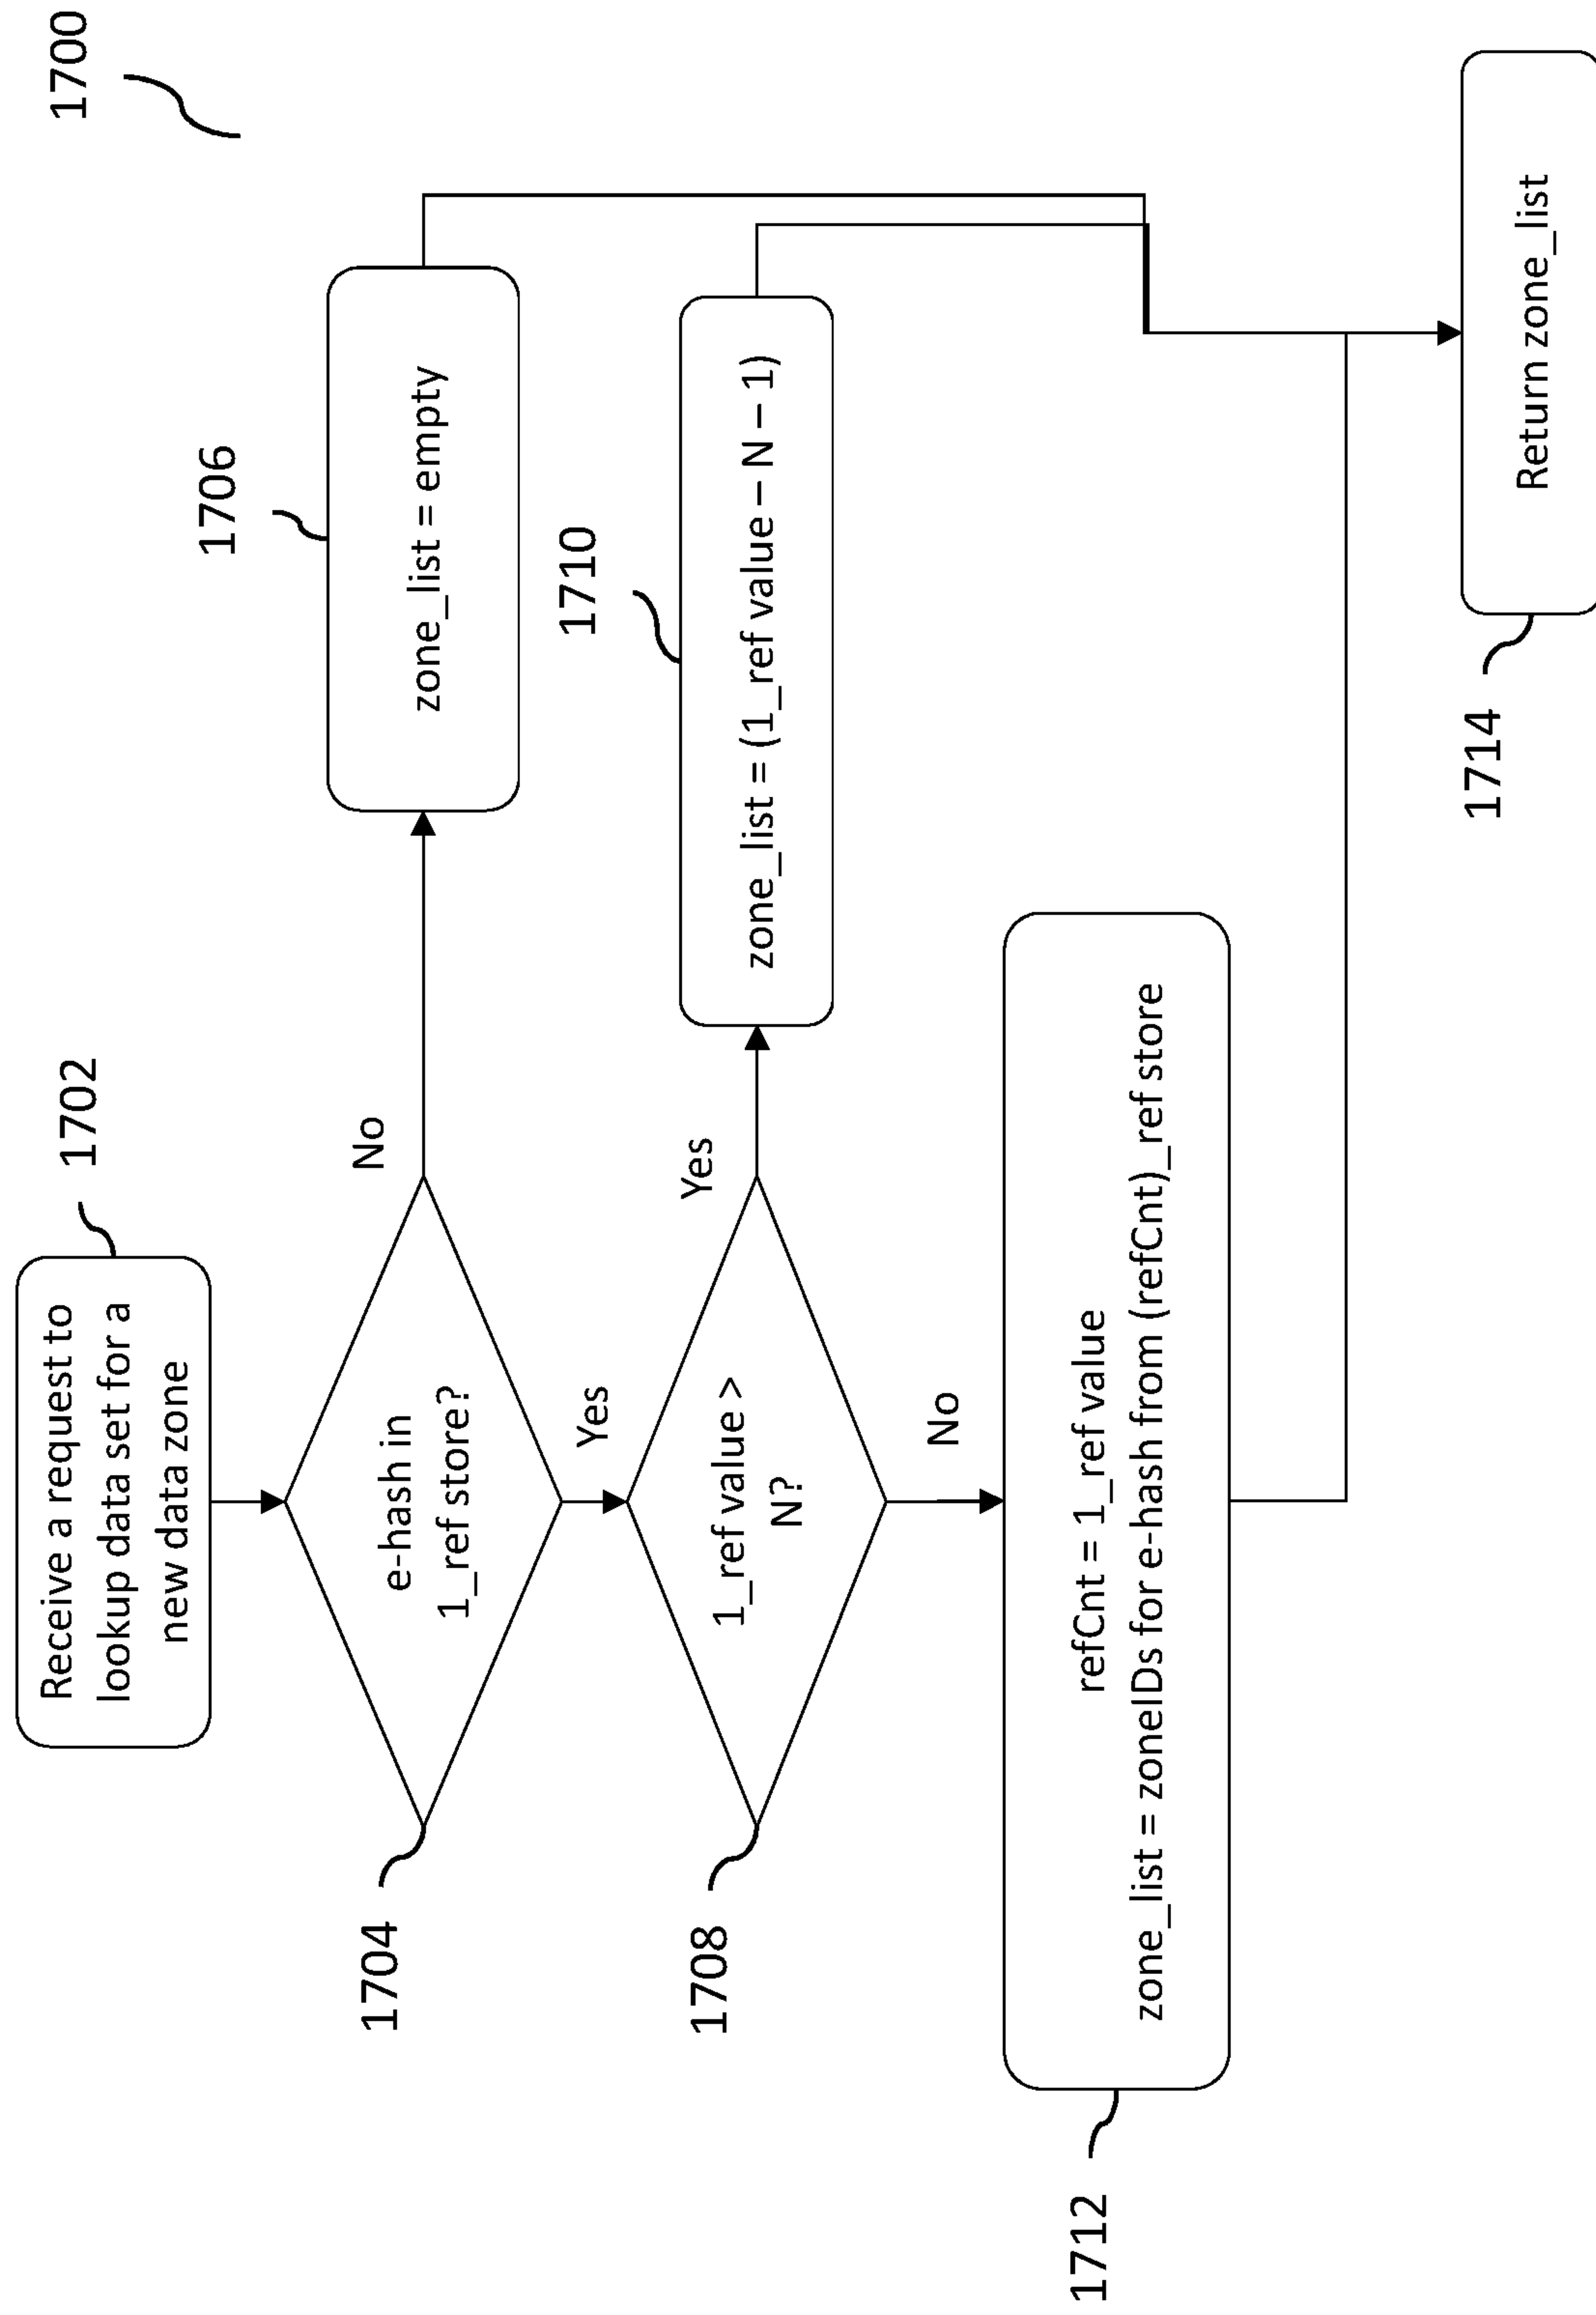 1700
1702
Receive a request to
lookup data set for a
new data zone
1704
e-hash in
1_ref store?
No
1706
zone_list = empty
Yes
1708
1_ref value >
N?
Yes
1710
zone_list = (1_ref value – N – 1)
No
1712
refCnt = 1_ref value
zone_list = zoneIDs for e-hash from (refCnt)_ref store
1714
Return zone_list